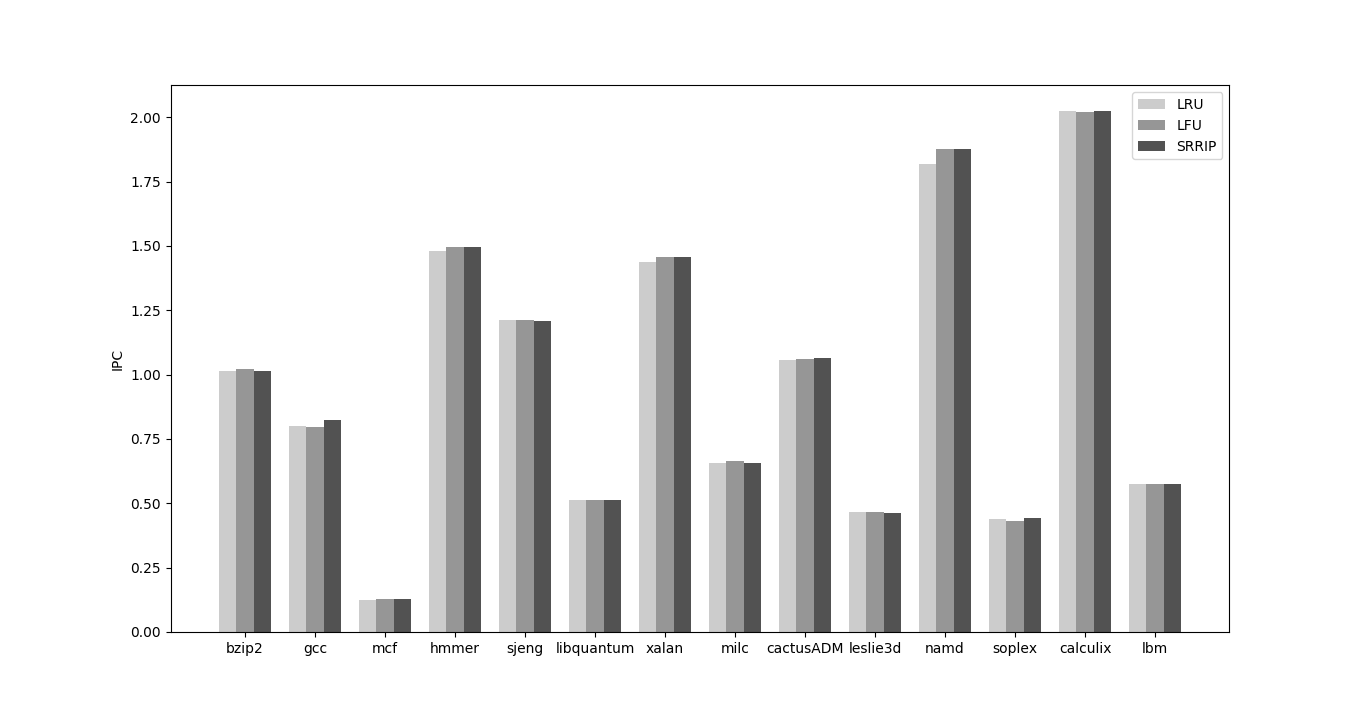 LRU
LFU
SRRIP
IPC
2.00
1.75
1.50
1.25
1.00
0.75
0.50
0.25
0.00
bzip2 gcc mcf hmmer sjeng libquantum xalan milc cactusADM leslie3d namd soplex calculix lbm